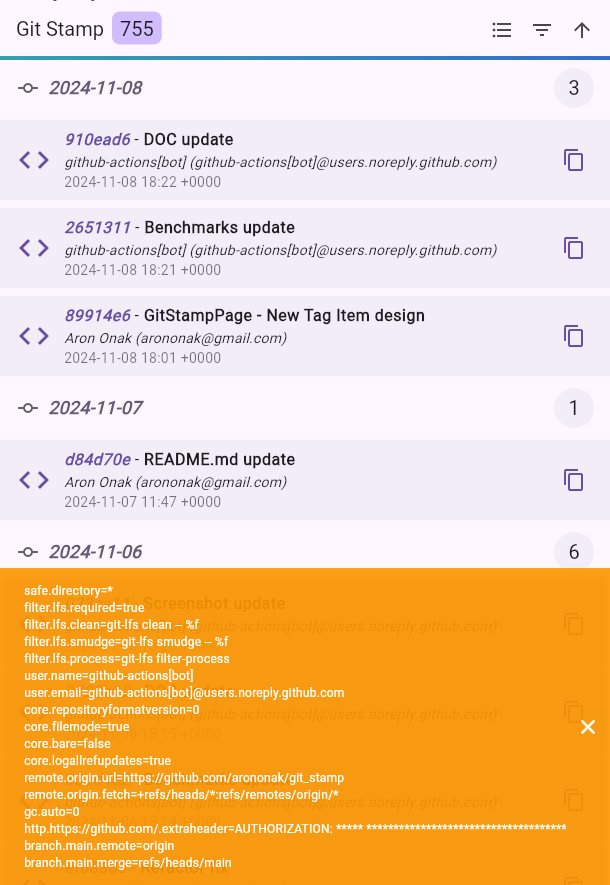 Git Stamp 755
2024-11-08 3
910ead6 - DOC update
github-actions[bot] (github-actions[bot]@users.noreply.github.com)
2024-11-08 18:22 +0000
2651311 - Benchmarks update
github-actions[bot] (github-actions[bot]@users.noreply.github.com)
2024-11-08 18:21 +0000
89914e6 - GitStampPage - New Tag Item design
Aron Onak (arononak@gmail.com)
2024-11-08 18:01 +0000
2024-11-07 1
d84d70e - README.md update
Aron Onak (arononak@gmail.com)
2024-11-07 11:47 +0000
2024-11-06 6
Screenshot update
safe.directory=*
filter.lfs.required=true
filter.lfs.clean=git-lfs clean -- %f
filter.lfs.smudge=git-lfs smudge -- %f
filter.lfs.process=git-lfs filter-process
user.name=github-actions[bot]
user.email=github-actions[bot]@users.noreply.github.com
core.repositoryformatversion=0
core.filemode=true
core.bare=false
core.logallrefupdates=true
remote.origin.url=https://github.com/arononak/git_stamp
remote.origin.fetch=+refs/heads/*:refs/remotes/origin/*
gc.auto=0
http.https://github.com/.extraheader=AUTHORIZATION: ***** ************************************
branch.main.remote=origin
branch.main.merge=refs/heads/main